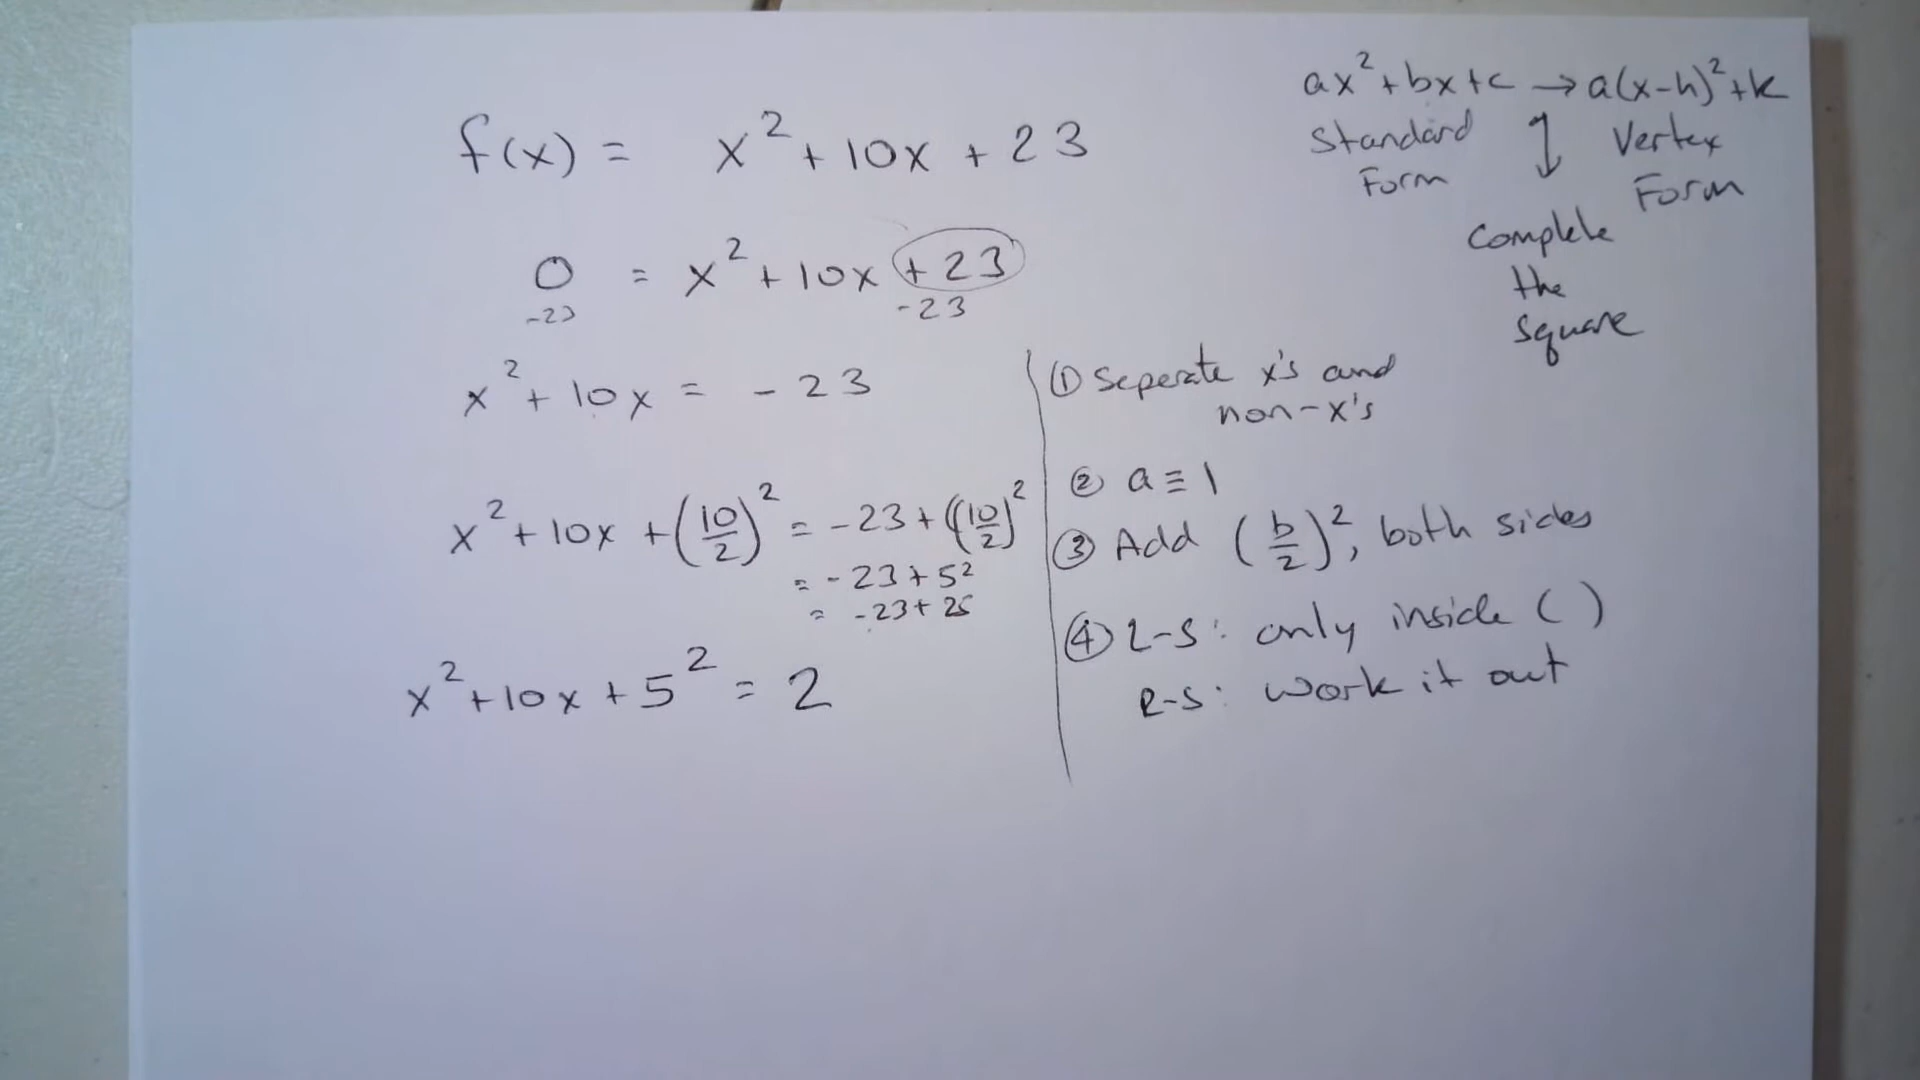 f(x) = x² + 10x + 23
0 = x² + 10x + 23
-23 -23
x² + 10x = - 23
x² + 10x + (10/2)² = -23 + (10/2)²
= -23 + 5²
= -23 + 25
x² + 10x + 5² = 2
ax² + bx + c → a(x-h)² + k
Standard Form ↕ Vertex Form
Complete
the
square
① Seperate x's and
non-x's
② a ≡ 1
③ Add (b/2)², both sides
④ L-S: only inside ( )
R-S: work it out